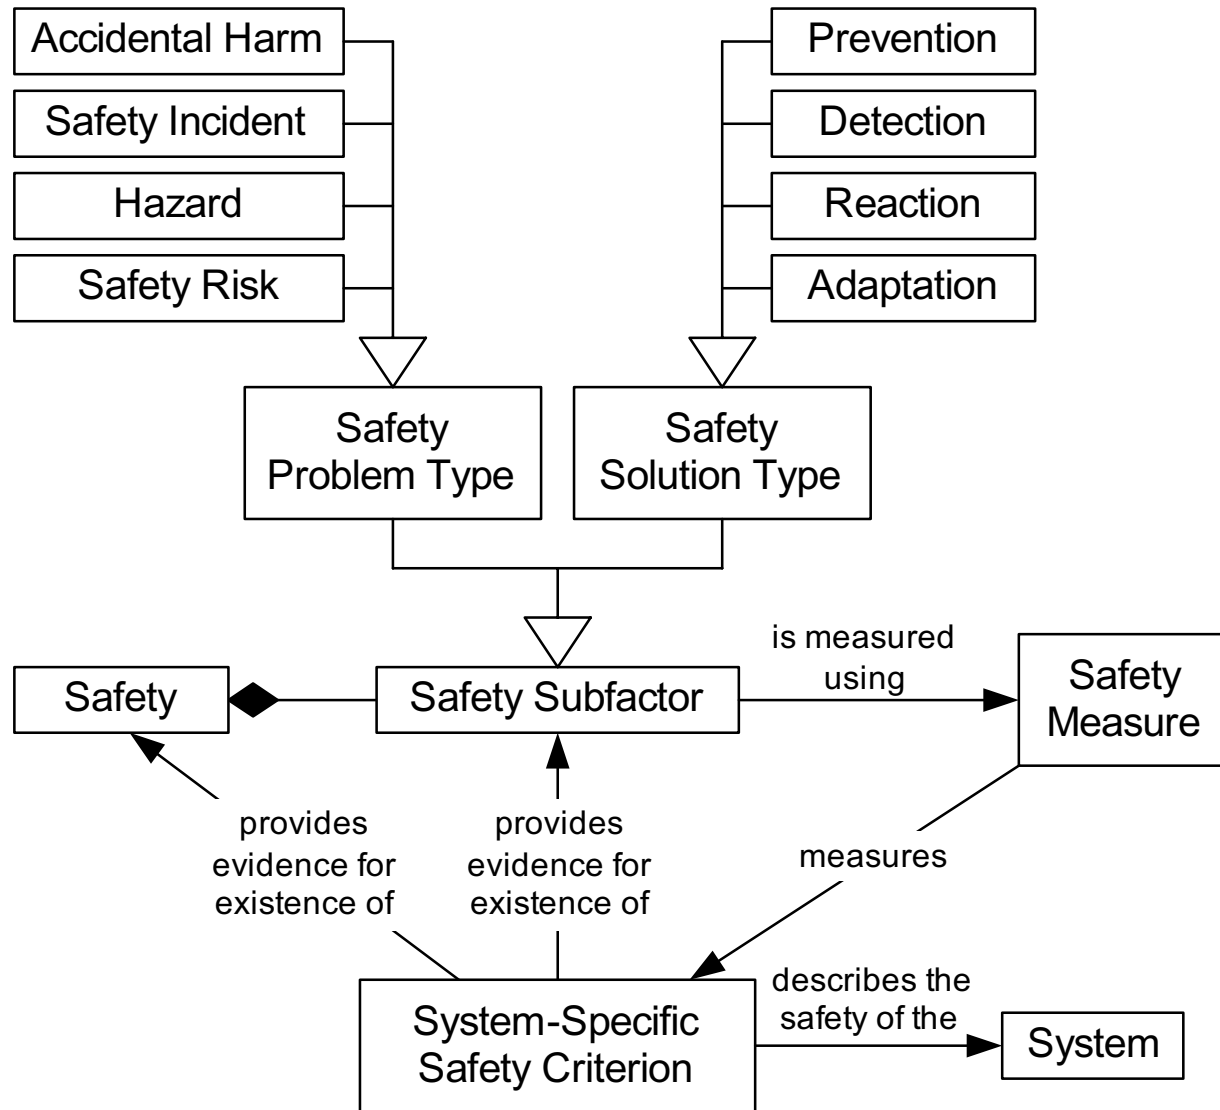 Accidental Harm
Prevention
Safety Incident
Detection
Hazard
Reaction
Safety Risk
Adaptation
Safety
Problem Type
Safety
Solution Type
Safety
Safety Subfactor
is measured
using
Safety
Measure
provides
evidence for
existence of
provides
evidence for
existence of
measures
System-Specific
Safety Criterion
describes the
safety of the
System